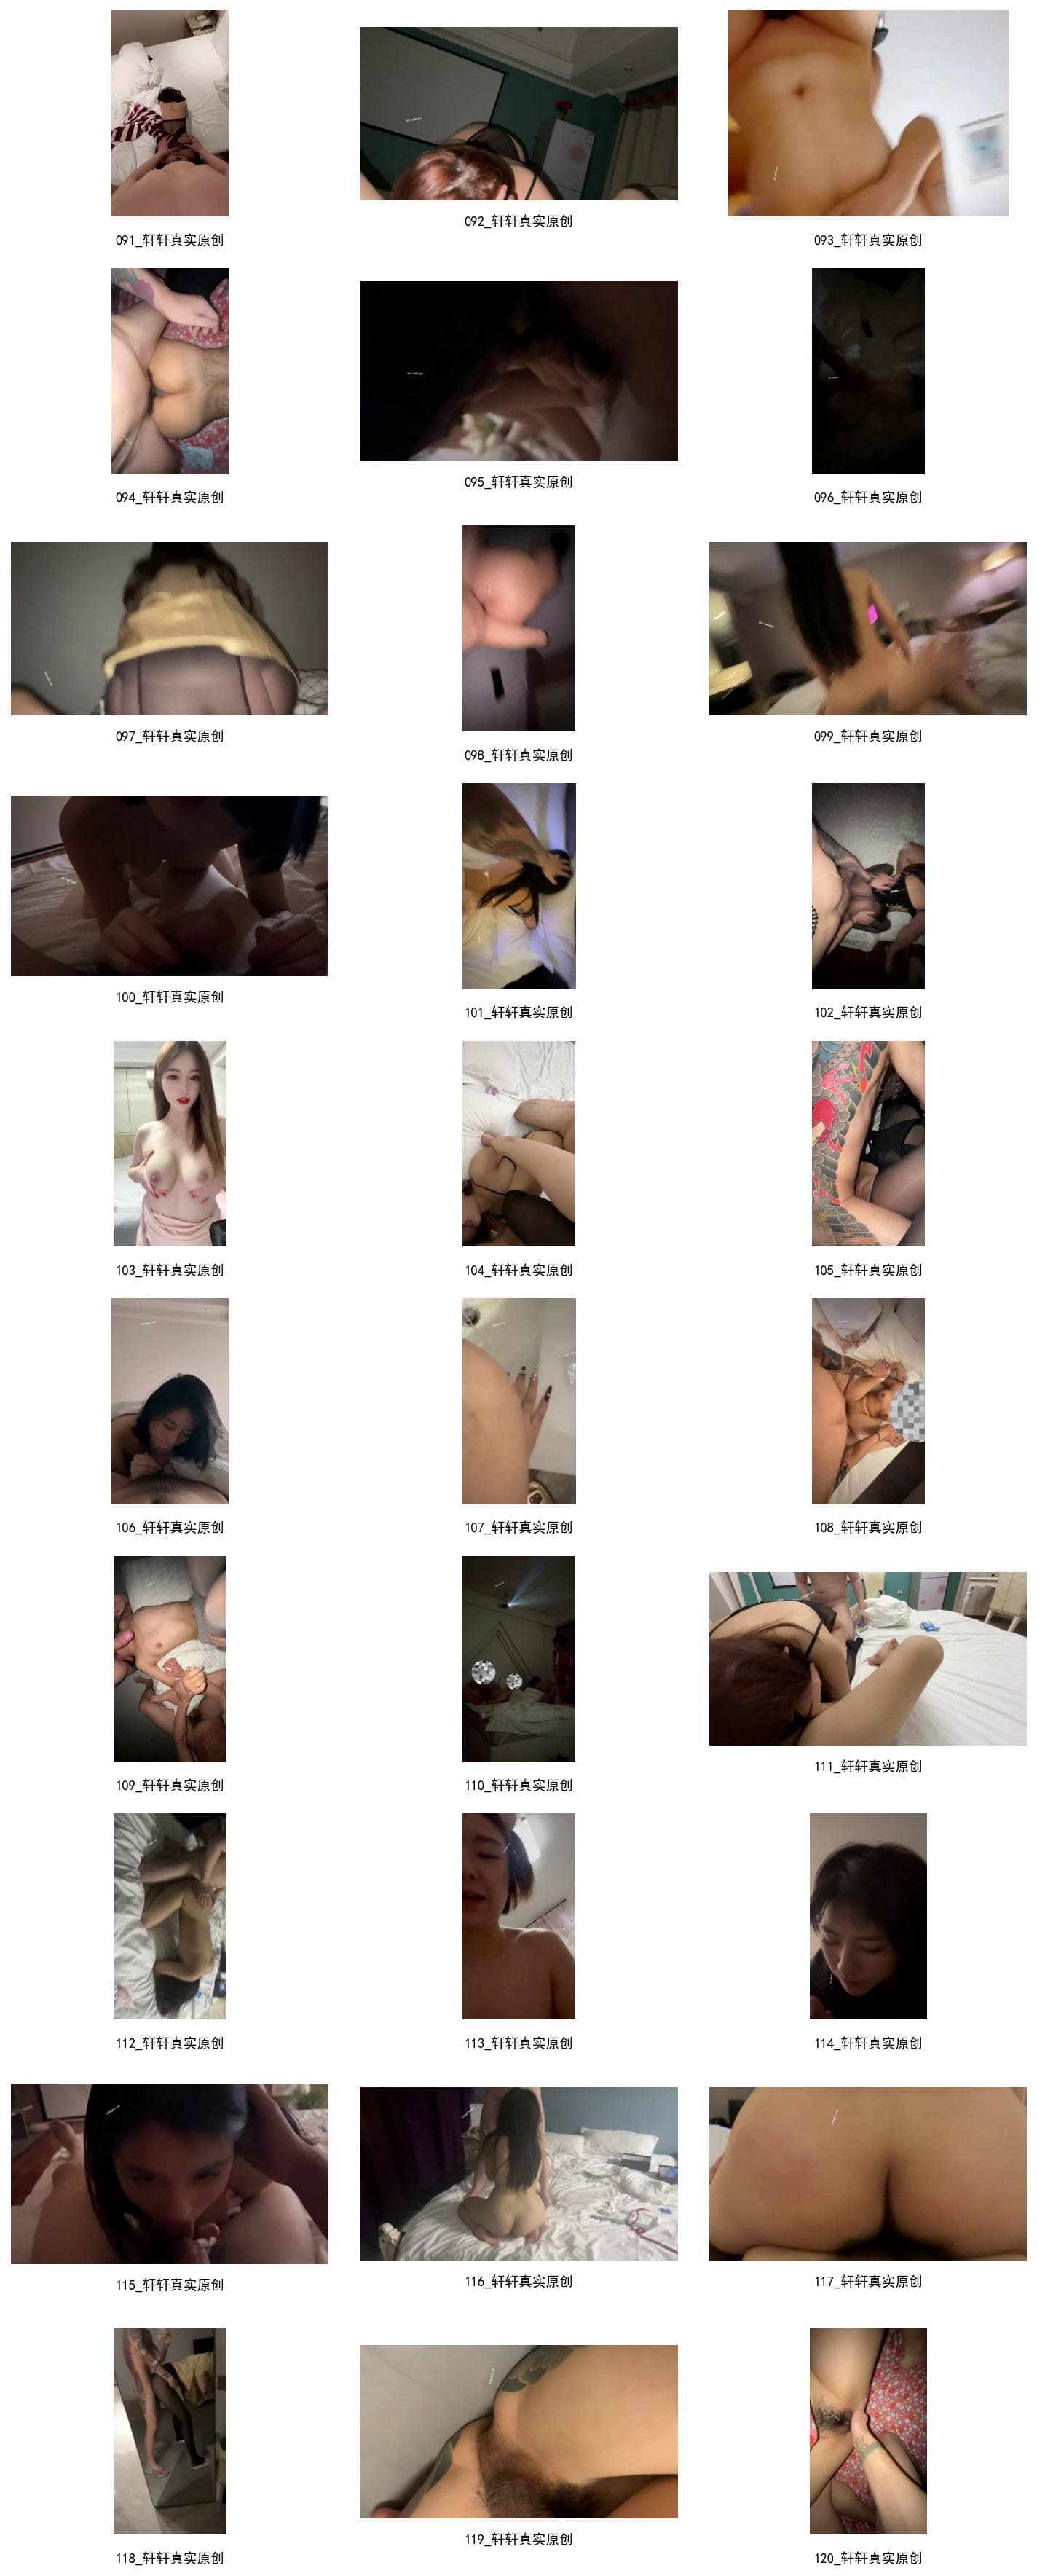 091_轩轩真实原创
092_轩轩真实原创
093_轩轩真实原创
094_轩轩真实原创
095_轩轩真实原创
096_轩轩真实原创
097_轩轩真实原创
098_轩轩真实原创
099_轩轩真实原创
100_轩轩真实原创
101_轩轩真实原创
102_轩轩真实原创
103_轩轩真实原创
104_轩轩真实原创
105_轩轩真实原创
106_轩轩真实原创
107_轩轩真实原创
108_轩轩真实原创
109_轩轩真实原创
110_轩轩真实原创
111_轩轩真实原创
112_轩轩真实原创
113_轩轩真实原创
114_轩轩真实原创
115_轩轩真实原创
116_轩轩真实原创
117_轩轩真实原创
118_轩轩真实原创
119_轩轩真实原创
120_轩轩真实原创